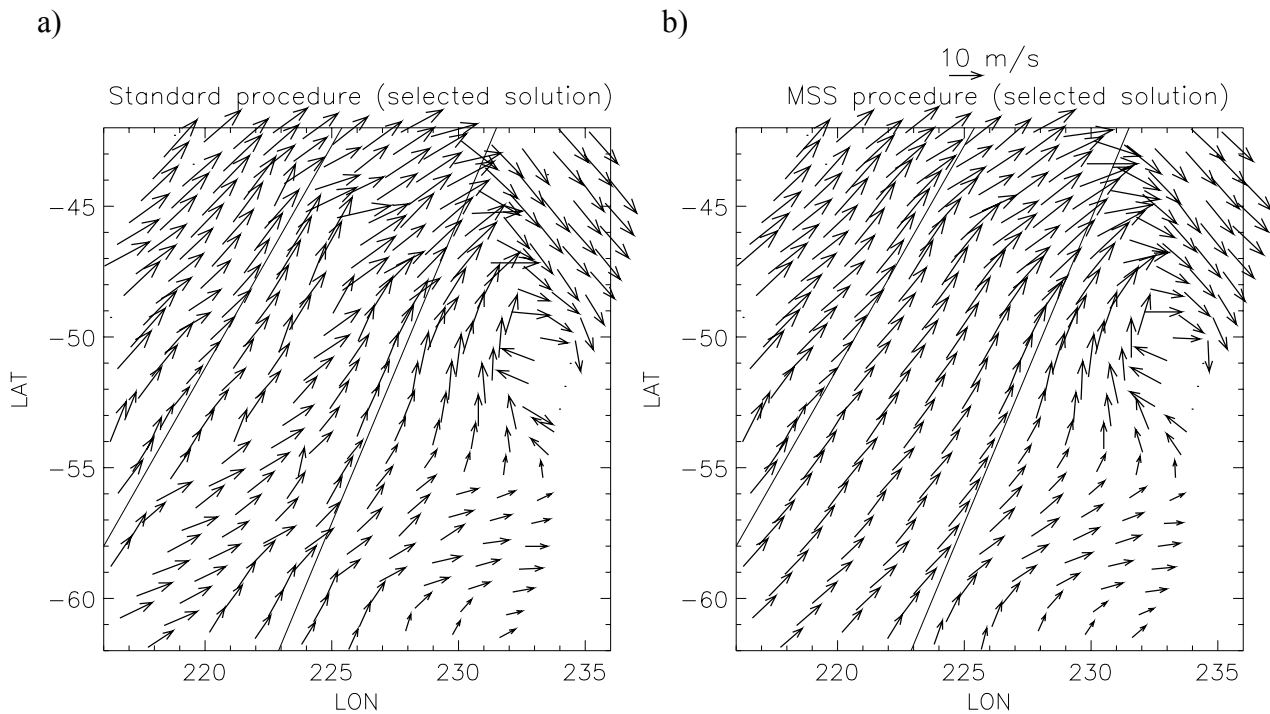 a)
b)
10 m/s
Standard procedure (selected solution)
MSS procedure (selected solution)
−45
−50
−55
−60
LAT
220
225
230
235
LON
−45
−50
−55
−60
LAT
220
225
230
235
LON